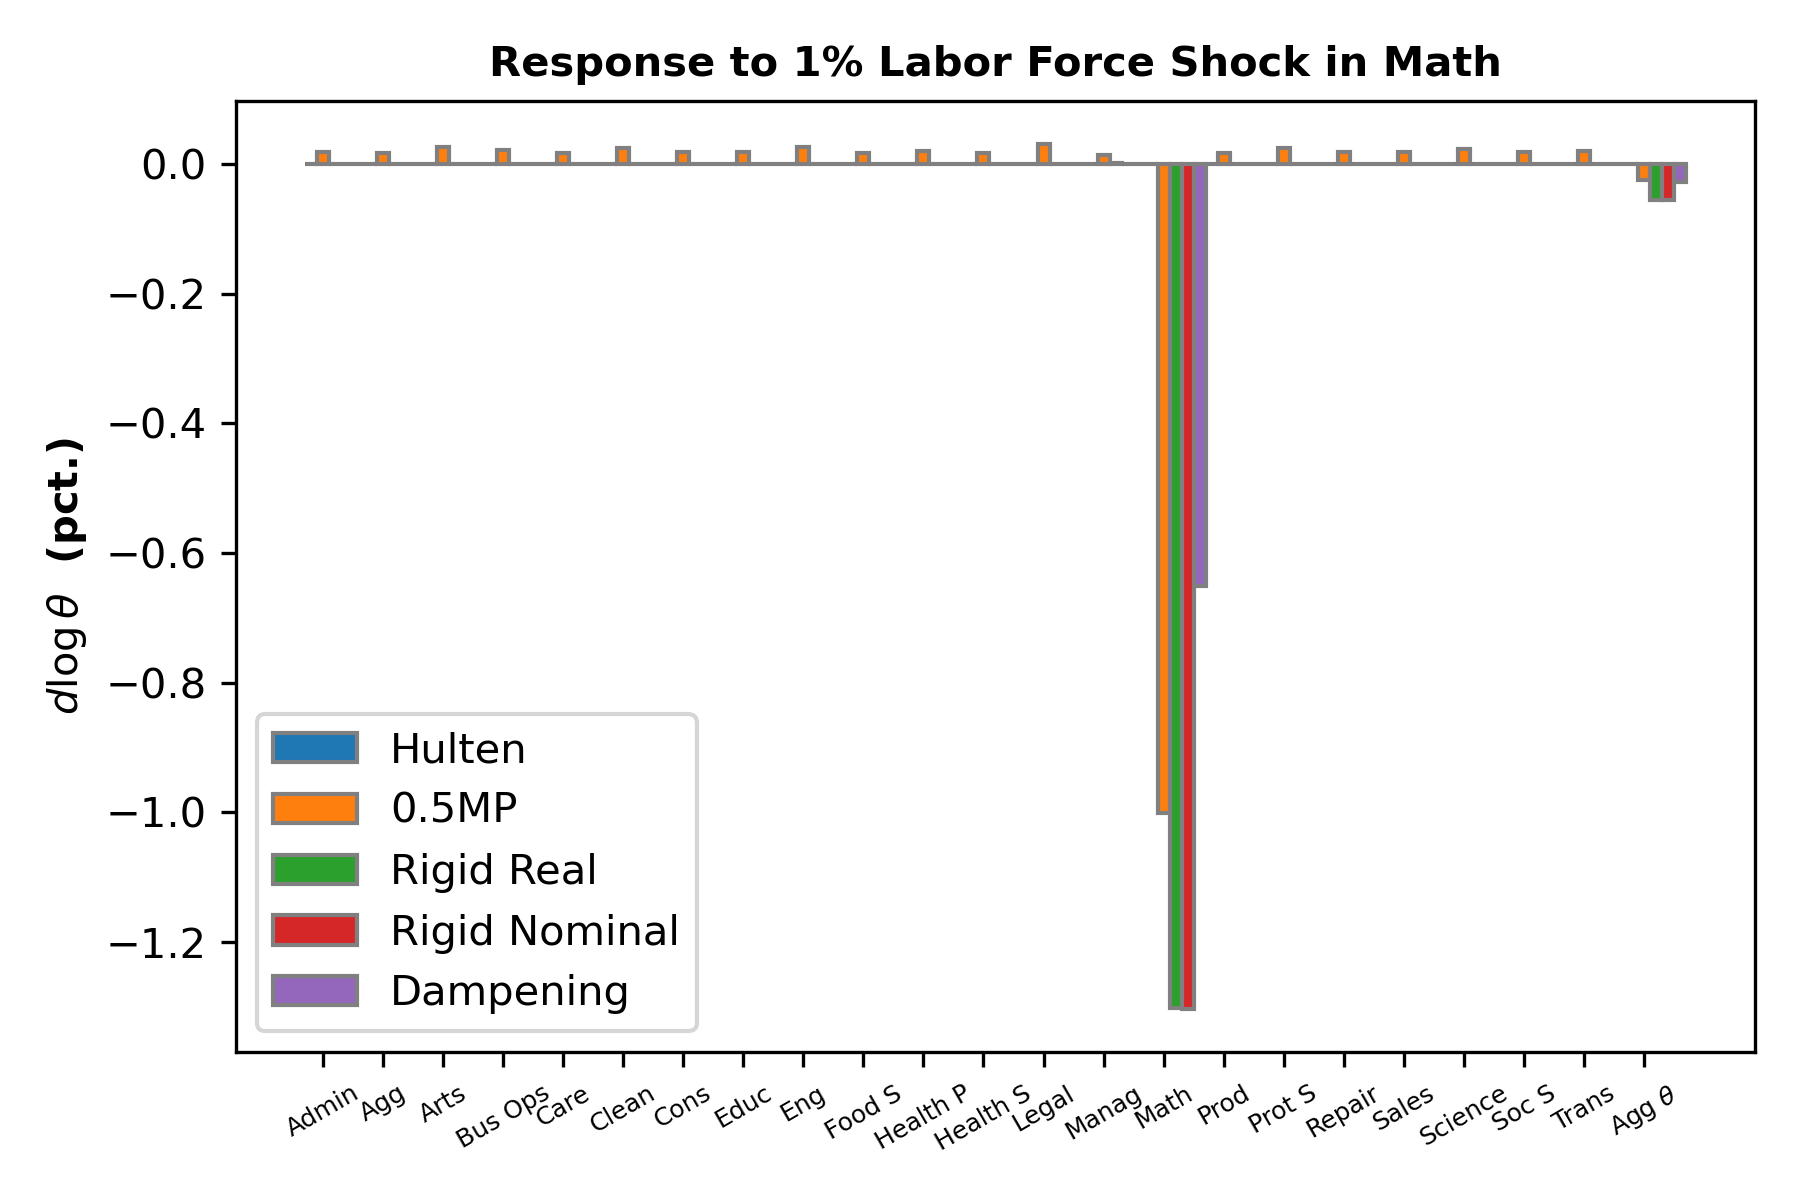 Response to 1% Labor Force Shock in Math
d log θ (pct.)
0.0
−0.2
−0.4
−0.6
−0.8
−1.0
−1.2
Hulten
0.5MP
Rigid Real
Rigid Nominal
Dampening
Admin
Agg
Arts
Bus Ops
Care
Clean
Cons
Educ
Eng
Food S
Health P
Health S
Legal
Manag
Math
Prod
Prot S
Repair
Sales
Science
Soc S
Trans
Agg θ